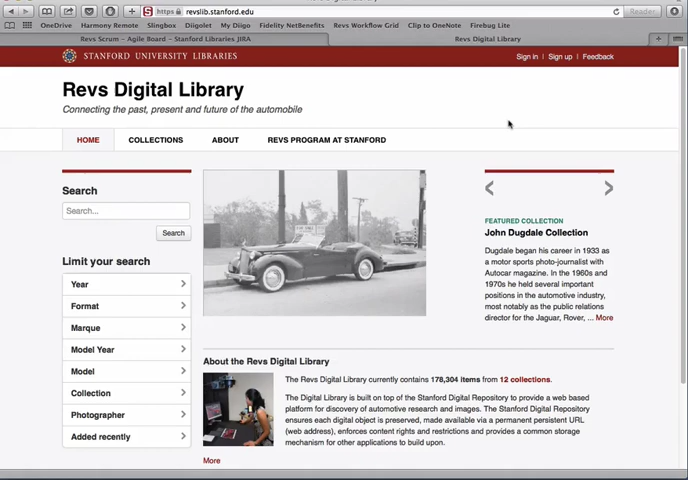 https revslib.stanford.edu
Reader
OneDrive Harmony Remote Slingbox Diigolet My Diigo Fidelity NetBenefits Revs Workflow Grid Clip to OneNote Firebug Lite
Revs Scrum – Agile Board – Stanford Libraries JIRA Revs Digital Library
STANFORD UNIVERSITY LIBRARIES Sign in | Sign up | Feedback
Revs Digital Library
Connecting the past, present and future of the automobile
HOME COLLECTIONS ABOUT REVS PROGRAM AT STANFORD
Search
Search...
Search
Limit your search
Year
Format
Marque
Model Year
Model
Collection
Photographer
Added recently
FEATURED COLLECTION
John Dugdale Collection
Dugdale began his career in 1933 as
a motor sports photo-journalist with
Autocar magazine. In the 1960s and
1970s he held several important
positions in the automotive industry,
most notably as the public relations
director for the Jaguar, Rover, ... More
About the Revs Digital Library
The Revs Digital Library currently contains 178,304 items from 12 collections.
The Digital Library is built on top of the Stanford Digital Repository to provide a web based
platform for discovery of automotive research and images. The Stanford Digital Repository
ensures each digital object is preserved, made available via a permanent persistent URL
(web address), enforces content rights and restrictions and provides a common storage
mechanism for other applications to build upon.
More